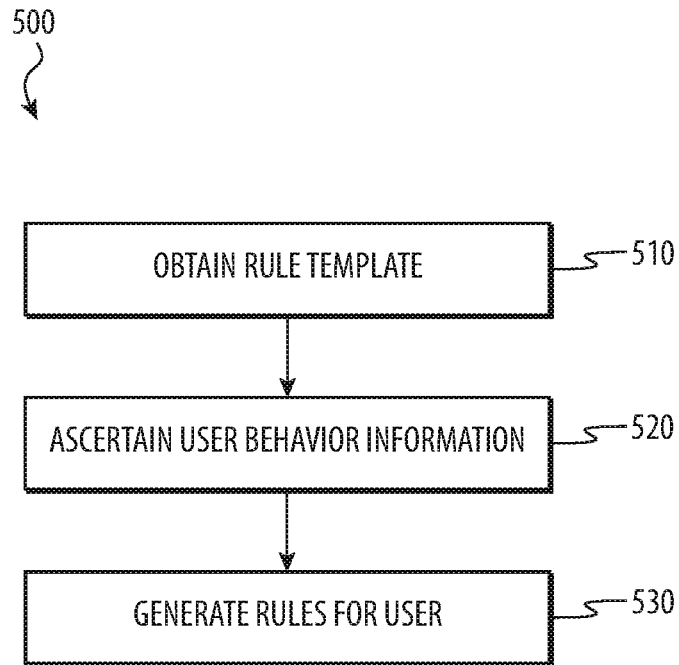 500
OBTAIN RULE TEMPLATE
510
ASCERTAIN USER BEHAVIOR INFORMATION
520
GENERATE RULES FOR USER
530